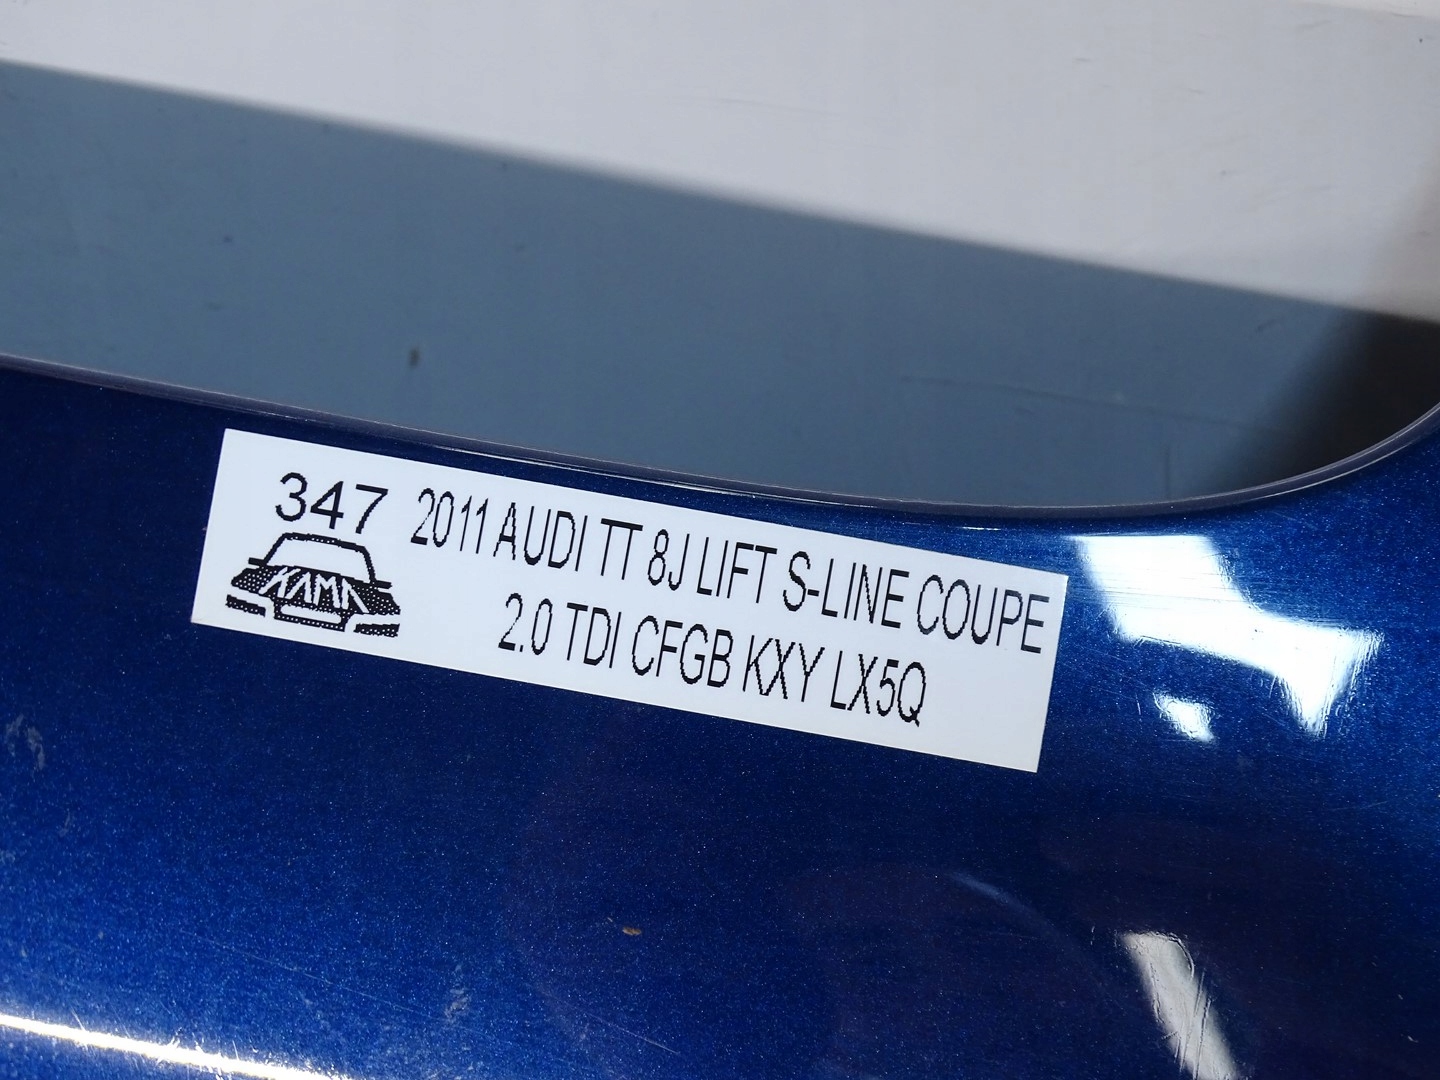 347 2011 AUDI TT 8J LIFT S-LINE COUPE
KAMA 2.0 TDI CFGB KXY LX5Q